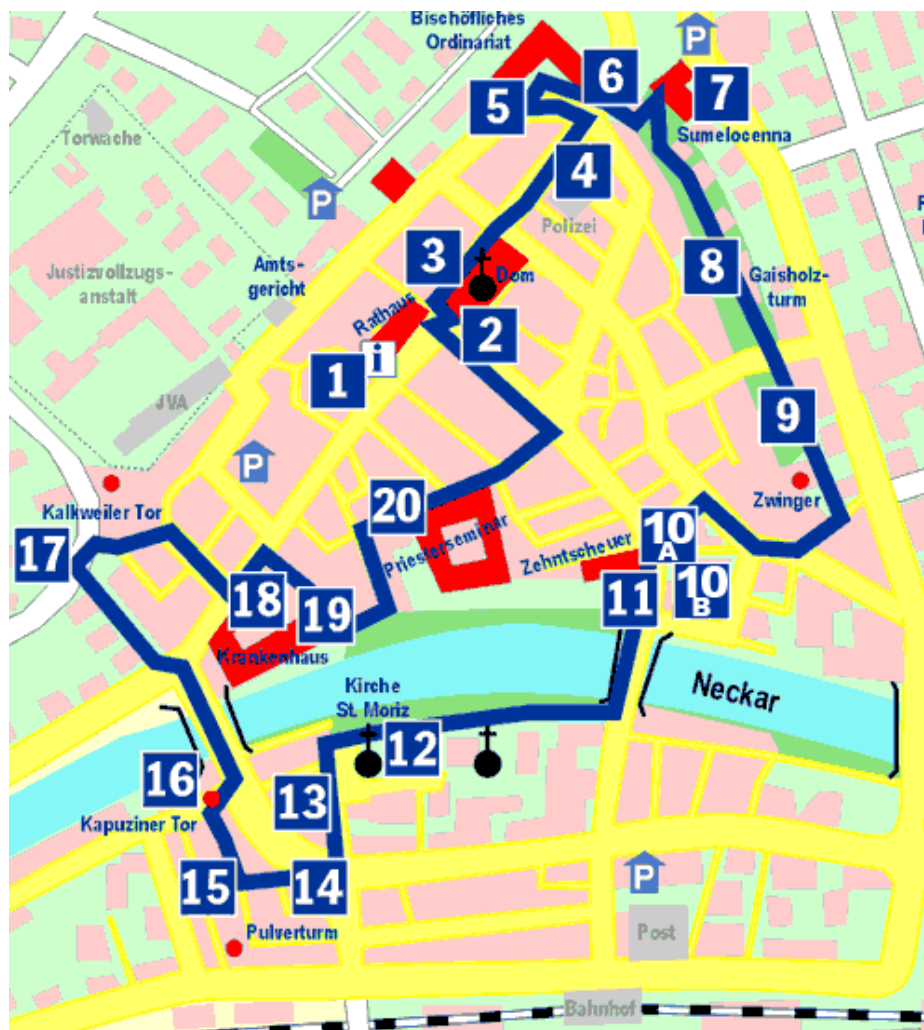 Bischöfliches
Ordinariat
P
6
5
7
Sumelocenna
Torwache
4
P
Polizei
3
Amts-
gericht
Dom
8
Gaisholz-
turm
Justizvollzugs-
anstalt
Rathaus
2
i
1
JVA
9
P
Zwinger
Kalkweiler Tor
20
Priesterseminar
Zehntscheuer
10
A
17
10
B
18
19
11
Krankenhaus
Kirche
St. Moriz
Neckar
12
16
13
Kapuziner Tor
15
14
P
Pulverturm
Post
Bahnhof